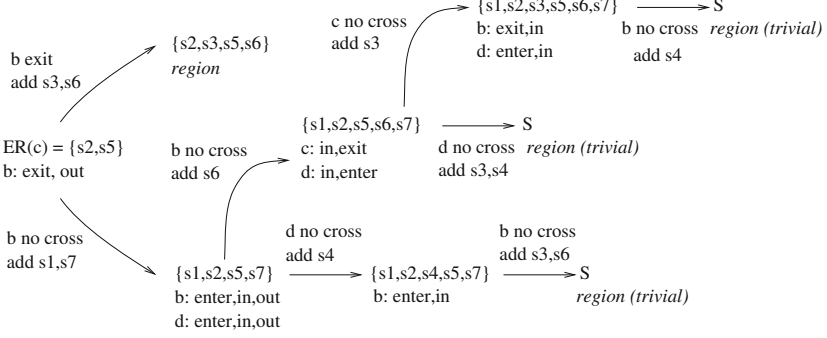 {s1,s2,s3,s5,s6,s7}
S
c no cross
add s3
b: exit,in
d: enter,in
b no cross
add s4
region (trivial)
b exit
add s3,s6
{s2,s3,s5,s6}
region
ER(c) = {s2,s5}
b: exit, out
b no cross
add s6
{s1,s2,s5,s6,s7}
c: in,exit
d: in,enter
S
d no cross
add s3,s4
region (trivial)
b no cross
add s1,s7
{s1,s2,s5,s7}
b: enter,in,out
d: enter,in,out
d no cross
add s4
{s1,s2,s4,s5,s7}
b: enter,in
b no cross
add s3,s6
S
region (trivial)